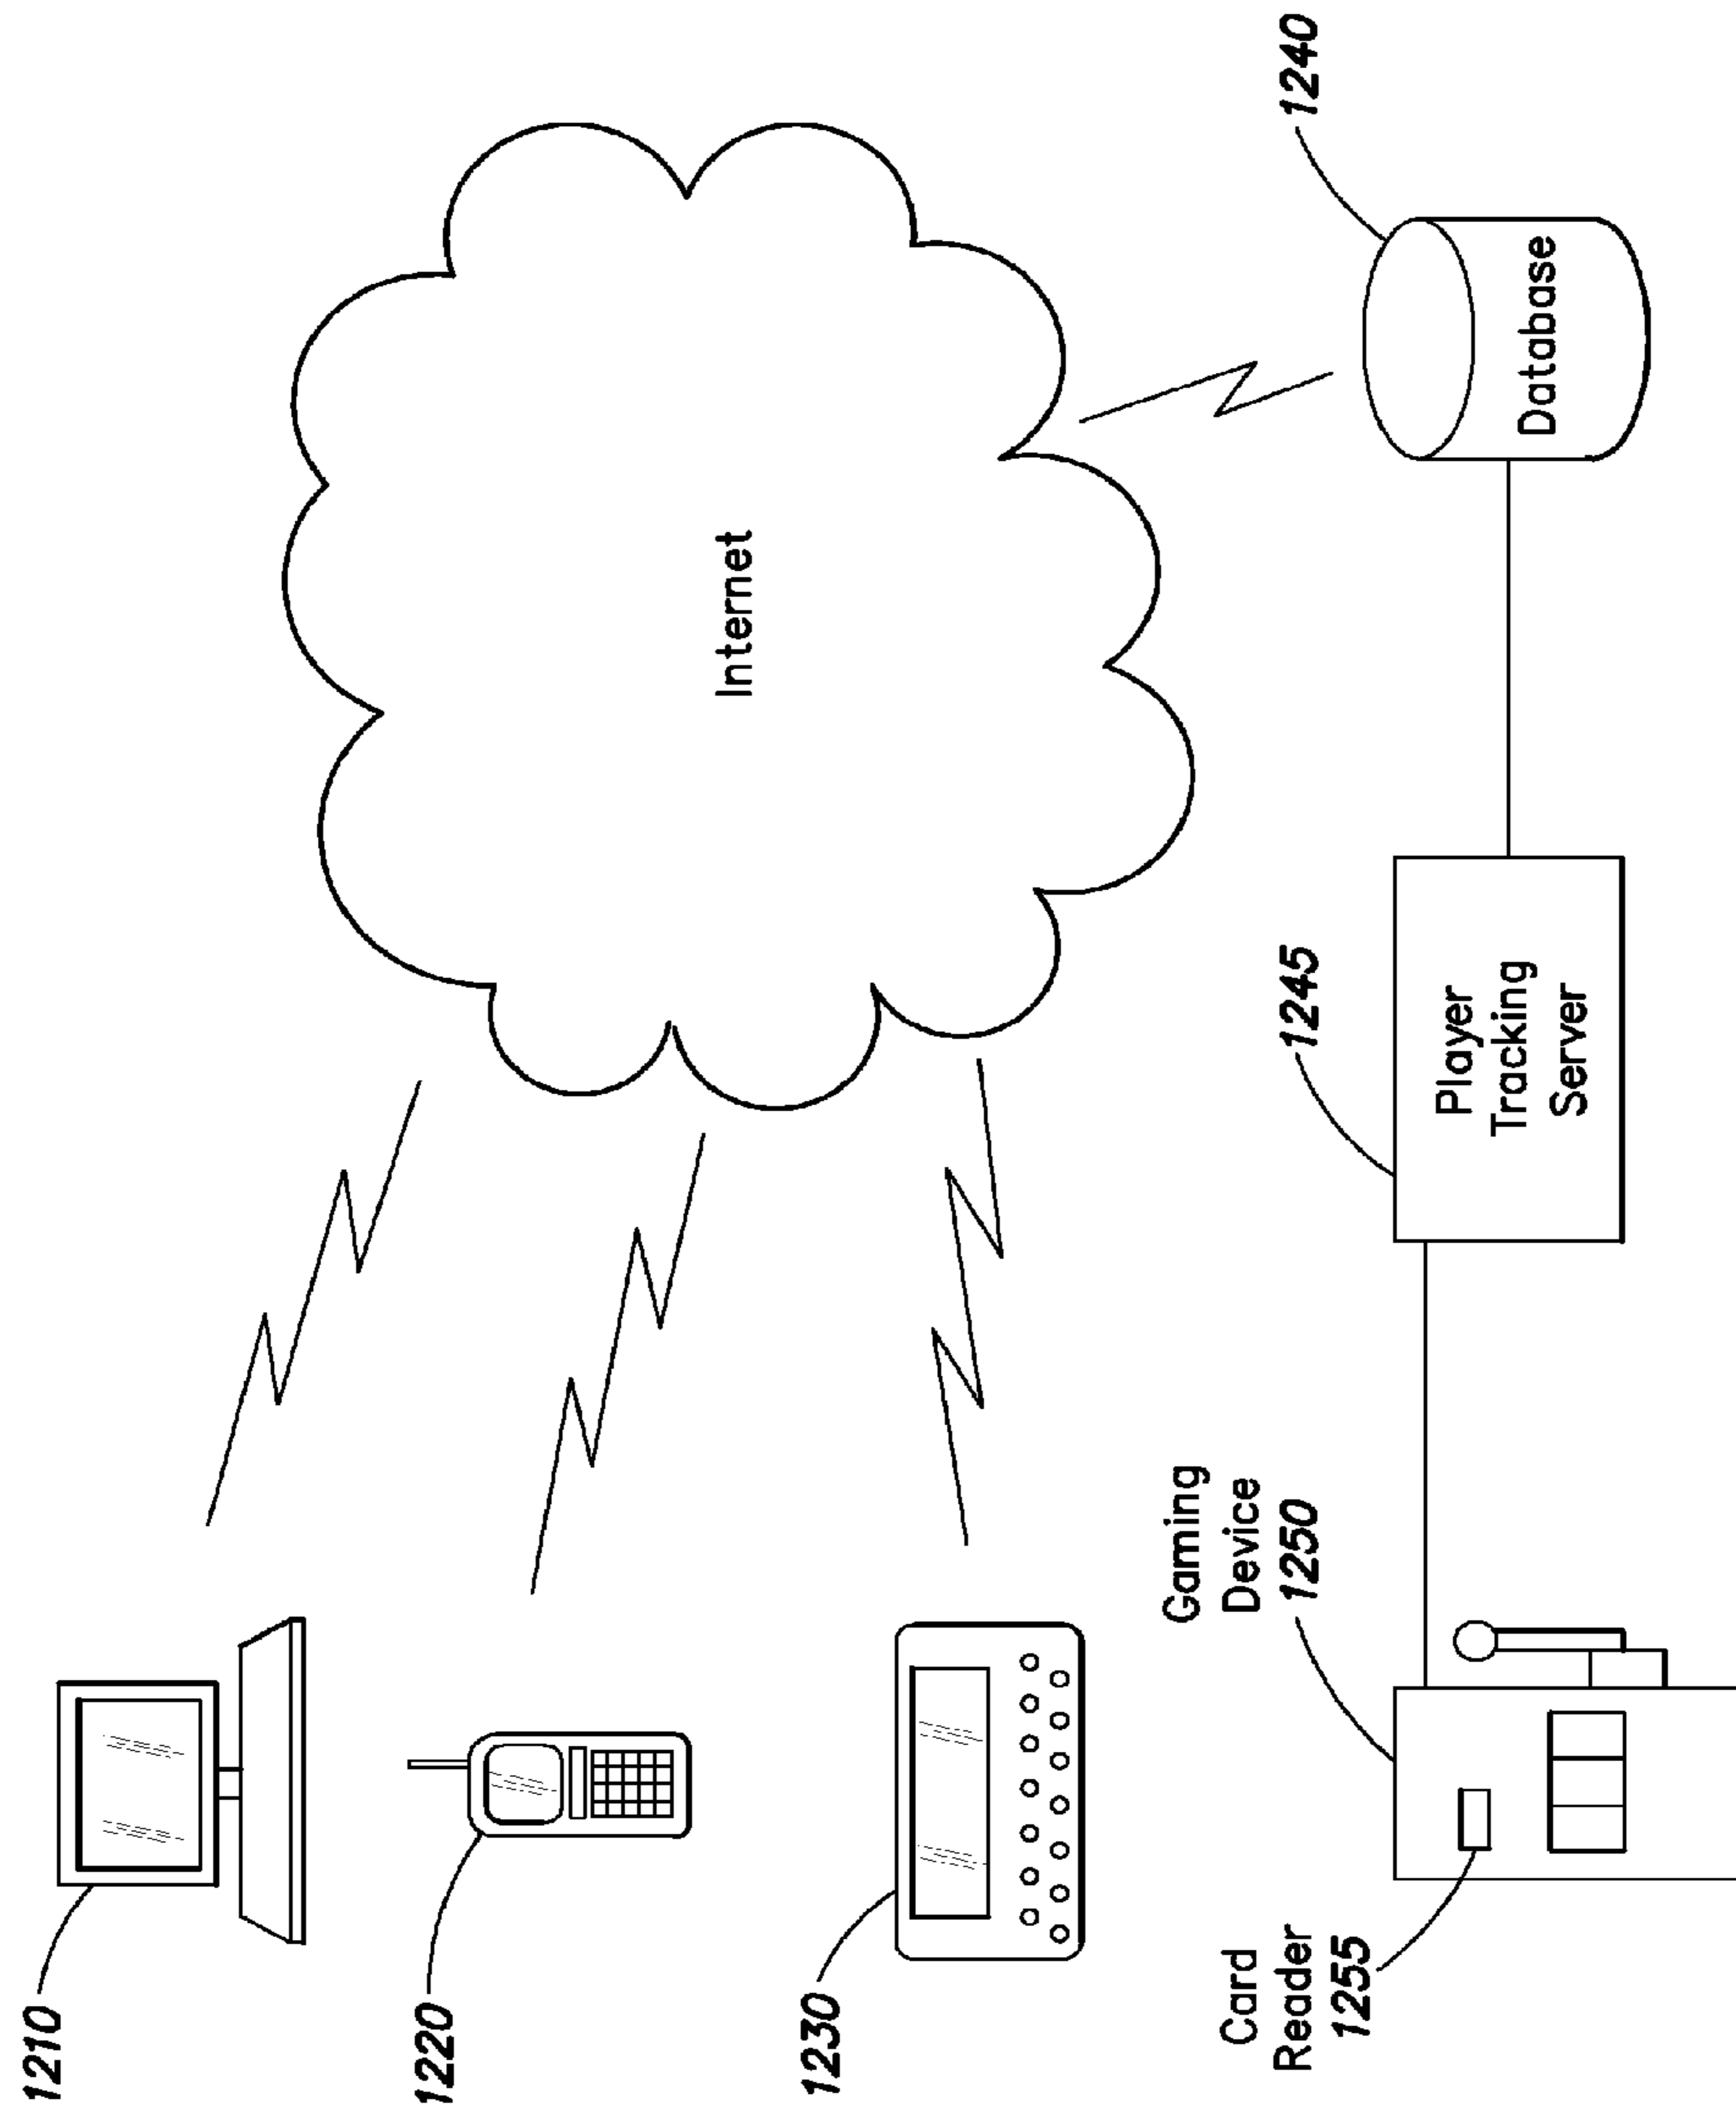 1210
1220
1230
Internet
1240
Database
1245
Player
Tracking
Server
Gaming
Device
1250
Card
Reader
1255